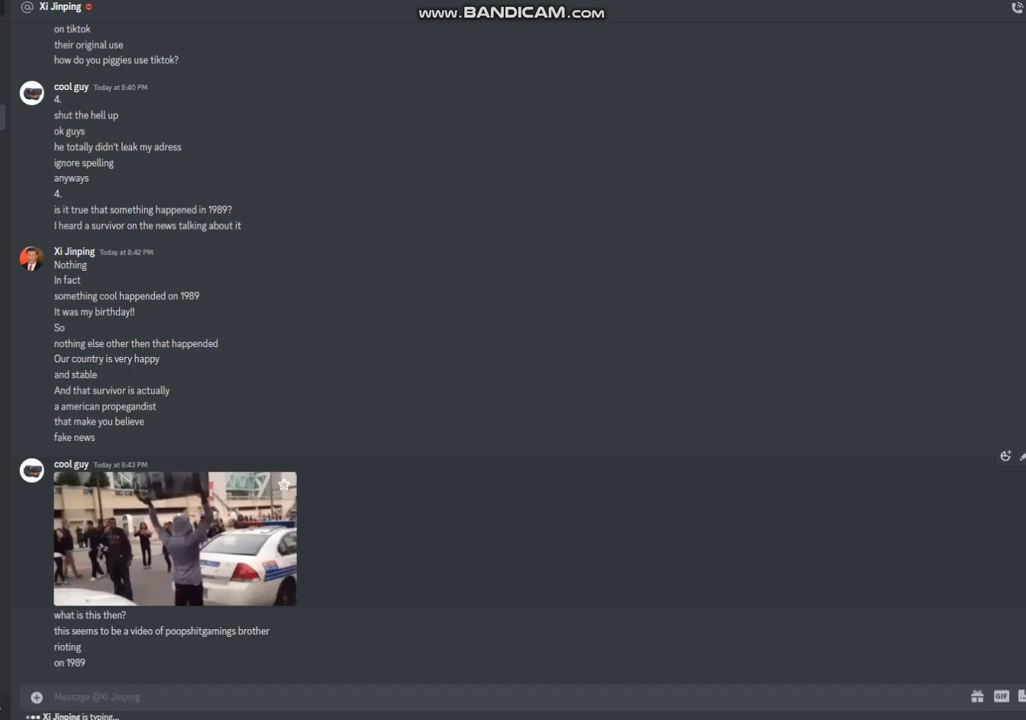 Xi Jinping
www.BANDICAM.com
on tiktok
their original use
how do you piggies use tiktok?
cool guy Today at 8:40 PM
4.
shut the hell up
ok guys
he totally didn't leak my adress
ignore spelling
anyways
4.
is it true that something happened in 1989?
I heard a survivor on the news talking about it
Xi Jinping Today at 8:42 PM
Nothing
In fact
something cool happended on 1989
It was my birthday!!
So
nothing else other then that happended
Our country is very happy
and stable
And that survivor is actually
a american propegandist
that make you believe
fake news
cool guy Today at 8:43 PM
what is this then?
this seems to be a video of poopshitgamings brother
rioting
on 1989
Message @Xi Jinping
GIF
Xi Jinping is typing...